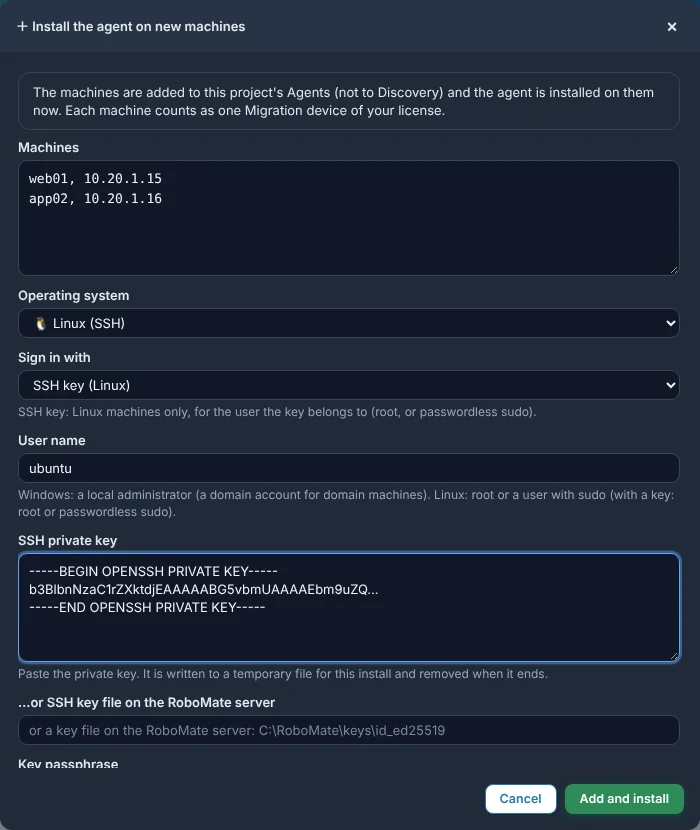 + Install the agent on new machines
×
The machines are added to this project's Agents (not to Discovery) and the agent is installed on them
now. Each machine counts as one Migration device of your license.
Machines
web01, 10.20.1.15
app02, 10.20.1.16
Operating system
Linux (SSH)
Sign in with
SSH key (Linux)
SSH key: Linux machines only, for the user the key belongs to (root, or passwordless sudo).
User name
ubuntu
Windows: a local administrator (a domain account for domain machines). Linux: root or a user with sudo (with a key:
root or passwordless sudo).
SSH private key
-----BEGIN OPENSSH PRIVATE KEY-----
b3BlbnNzaC1rZXktdjEAAAAABG5vbmUAAAAEbm9uZQ...
-----END OPENSSH PRIVATE KEY-----
Paste the private key. It is written to a temporary file for this install and removed when it ends.
...or SSH key file on the RoboMate server
or a key file on the RoboMate server: C:\RoboMate\keys\id_ed25519
Key passphrase
Cancel
Add and install